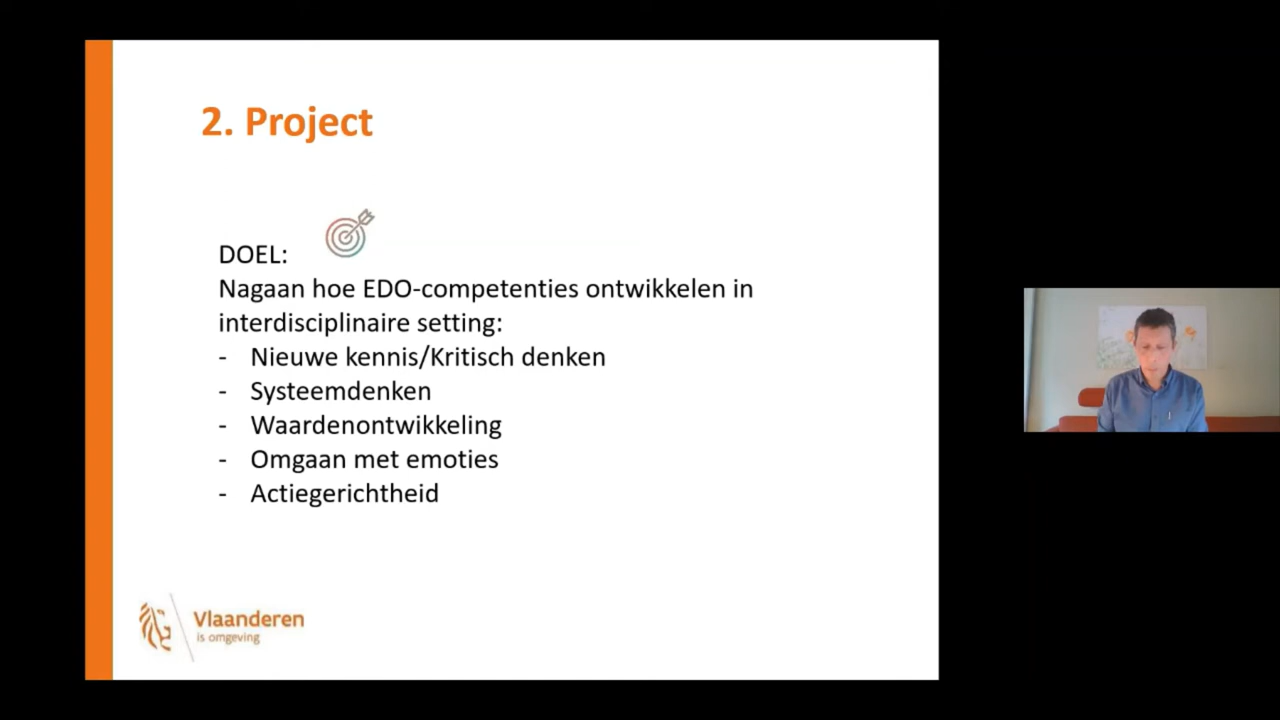 2. Project
DOEL:
Nagaan hoe EDO-competenties ontwikkelen in
interdisciplinaire setting:
- Nieuwe kennis/Kritisch denken
- Systeemdenken
- Waardenontwikkeling
- Omgaan met emoties
- Actiegerichtheid
Vlaanderen
is omgeving